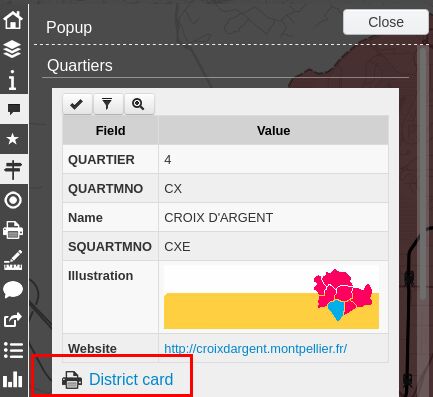 Popup
Close
Quartiers
Field Value
QUARTIER 4
QUARTMNO CX
Name CROIX D'ARGENT
SQUARTMNO CXE
Illustration
Website http://croixdargent.montpellier.fr/
District card